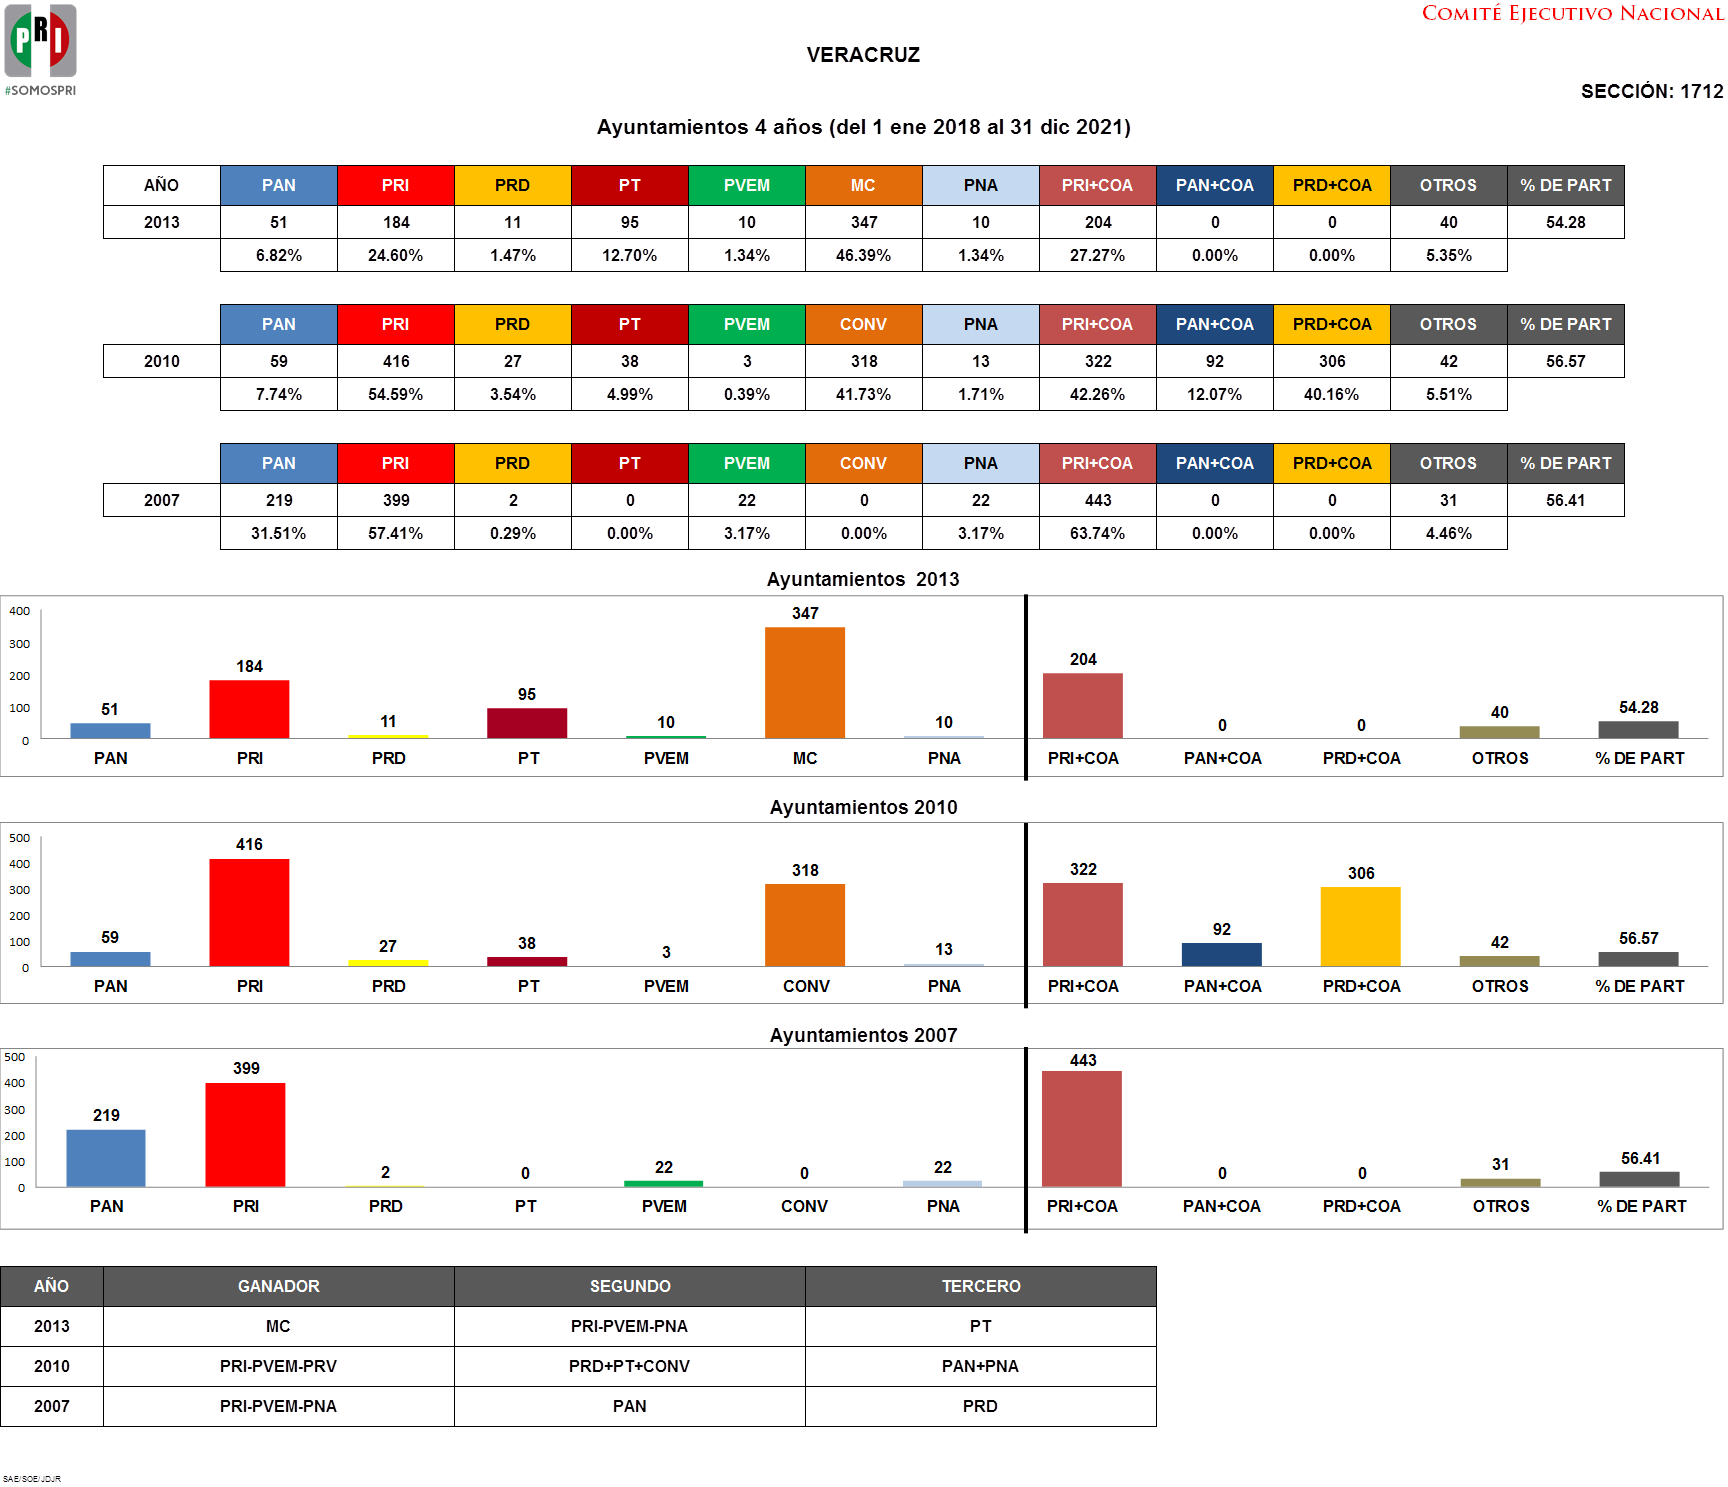 PRI
#SOMOSPRI
COMITÉ EJECUTIVO NACIONAL
VERACRUZ
SECCIÓN: 1712
Ayuntamientos 4 años (del 1 ene 2018 al 31 dic 2021)
AÑO PAN PRI PRD PT PVEM MC PNA PRI+COA PAN+COA PRD+COA OTROS % DE PART
2013 51 184 11 95 10 347 10 204 0 0 40 54.28
6.82% 24.60% 1.47% 12.70% 1.34% 46.39% 1.34% 27.27% 0.00% 0.00% 5.35%
PAN PRI PRD PT PVEM CONV PNA PRI+COA PAN+COA PRD+COA OTROS % DE PART
2010 59 416 27 38 3 318 13 322 92 306 42 56.57
7.74% 54.59% 3.54% 4.99% 0.39% 41.73% 1.71% 42.26% 12.07% 40.16% 5.51%
PAN PRI PRD PT PVEM CONV PNA PRI+COA PAN+COA PRD+COA OTROS % DE PART
2007 219 399 2 0 22 0 22 443 0 0 31 56.41
31.51% 57.41% 0.29% 0.00% 3.17% 0.00% 3.17% 63.74% 0.00% 0.00% 4.46%
Ayuntamientos 2013
400
300
200
100
0
51 184 11 95 10 347 10 204 0 0 40 54.28
PAN PRI PRD PT PVEM MC PNA PRI+COA PAN+COA PRD+COA OTROS % DE PART
Ayuntamientos 2010
500
400
300
200
100
0
59 416 27 38 3 318 13 322 92 306 42 56.57
PAN PRI PRD PT PVEM CONV PNA PRI+COA PAN+COA PRD+COA OTROS % DE PART
Ayuntamientos 2007
500
400
300
200
100
0
219 399 2 0 22 0 22 443 0 0 31 56.41
PAN PRI PRD PT PVEM CONV PNA PRI+COA PAN+COA PRD+COA OTROS % DE PART
AÑO GANADOR SEGUNDO TERCERO
2013 MC PRI-PVEM-PNA PT
2010 PRI-PVEM-PRV PRD+PT+CONV PAN+PNA
2007 PRI-PVEM-PNA PAN PRD
SAE/SOE/JDJR